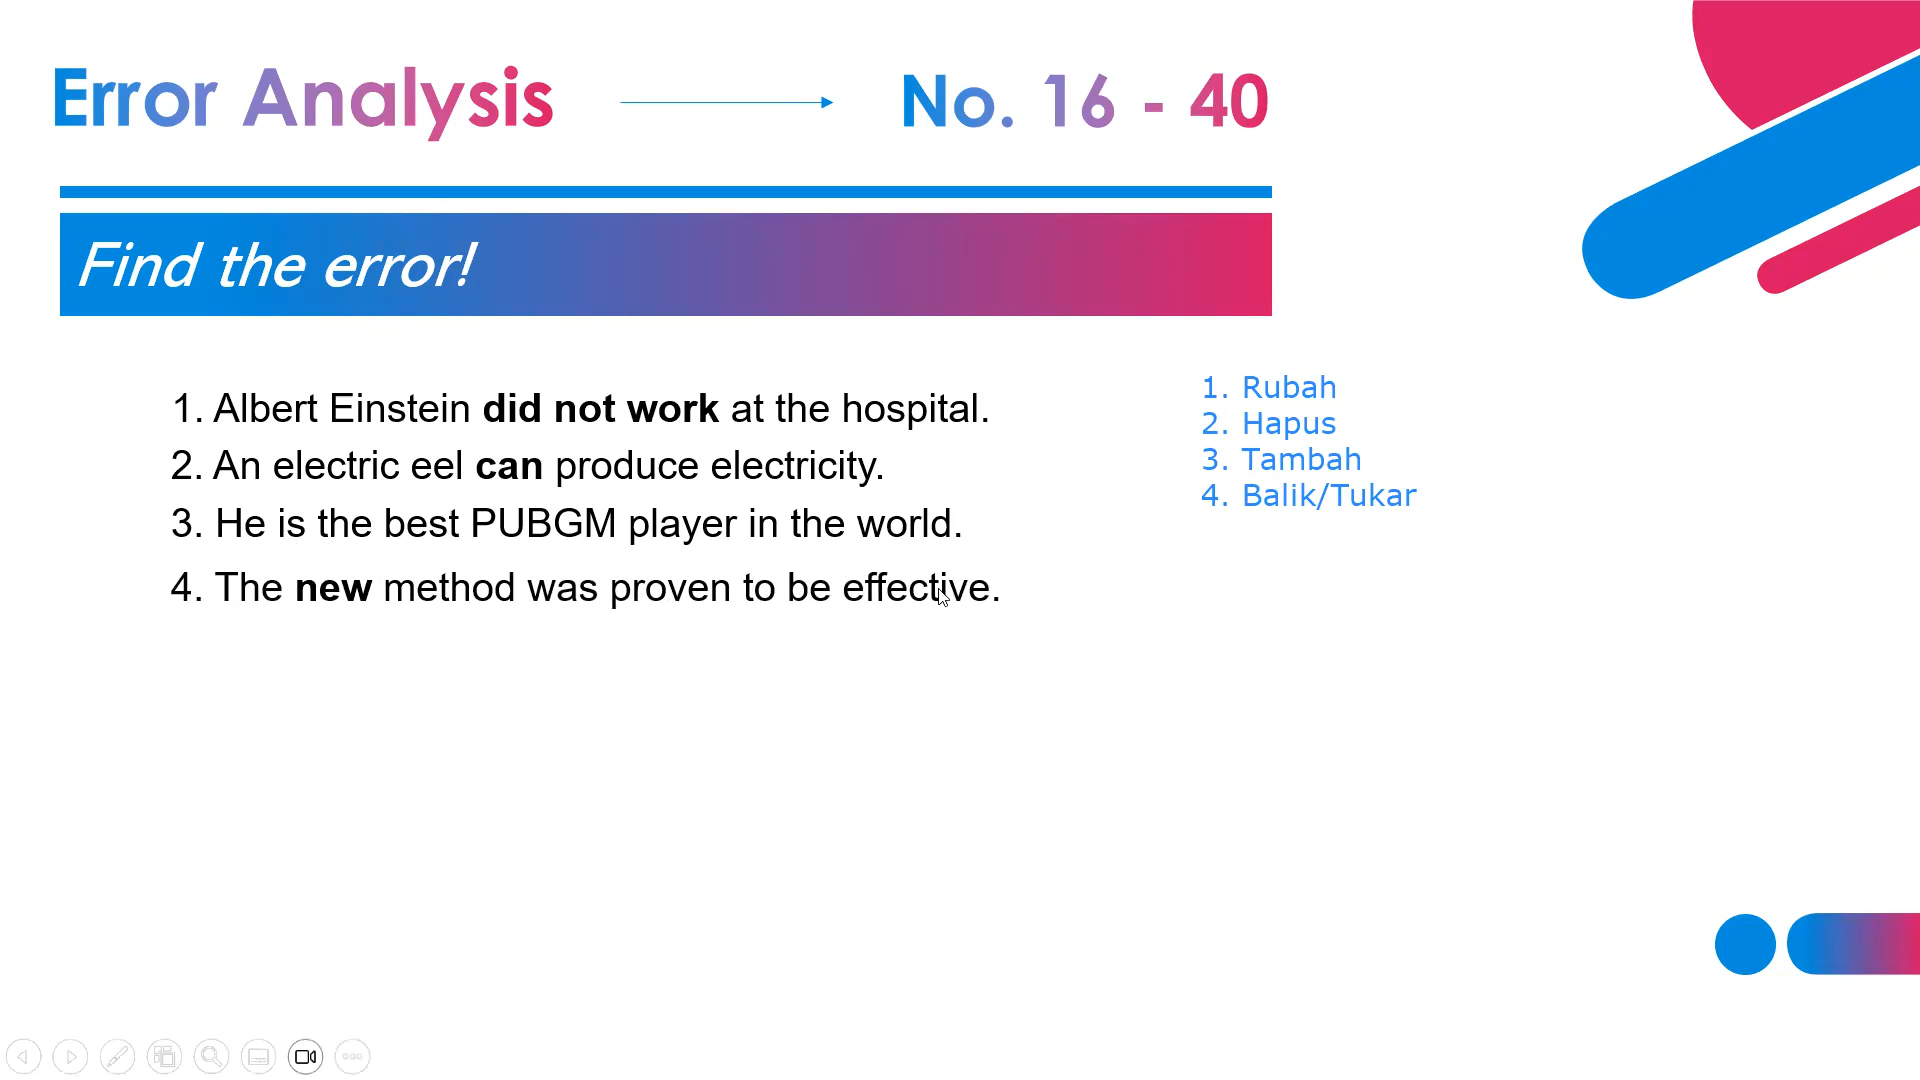 Error Analysis
No. 16 - 40
Find the error!
1. Albert Einstein did not work at the hospital.
2. An electric eel can produce electricity.
3. He is the best PUBGM player in the world.
4. The new method was proven to be effective.
1. Rubah
2. Hapus
3. Tambah
4. Balik/Tukar